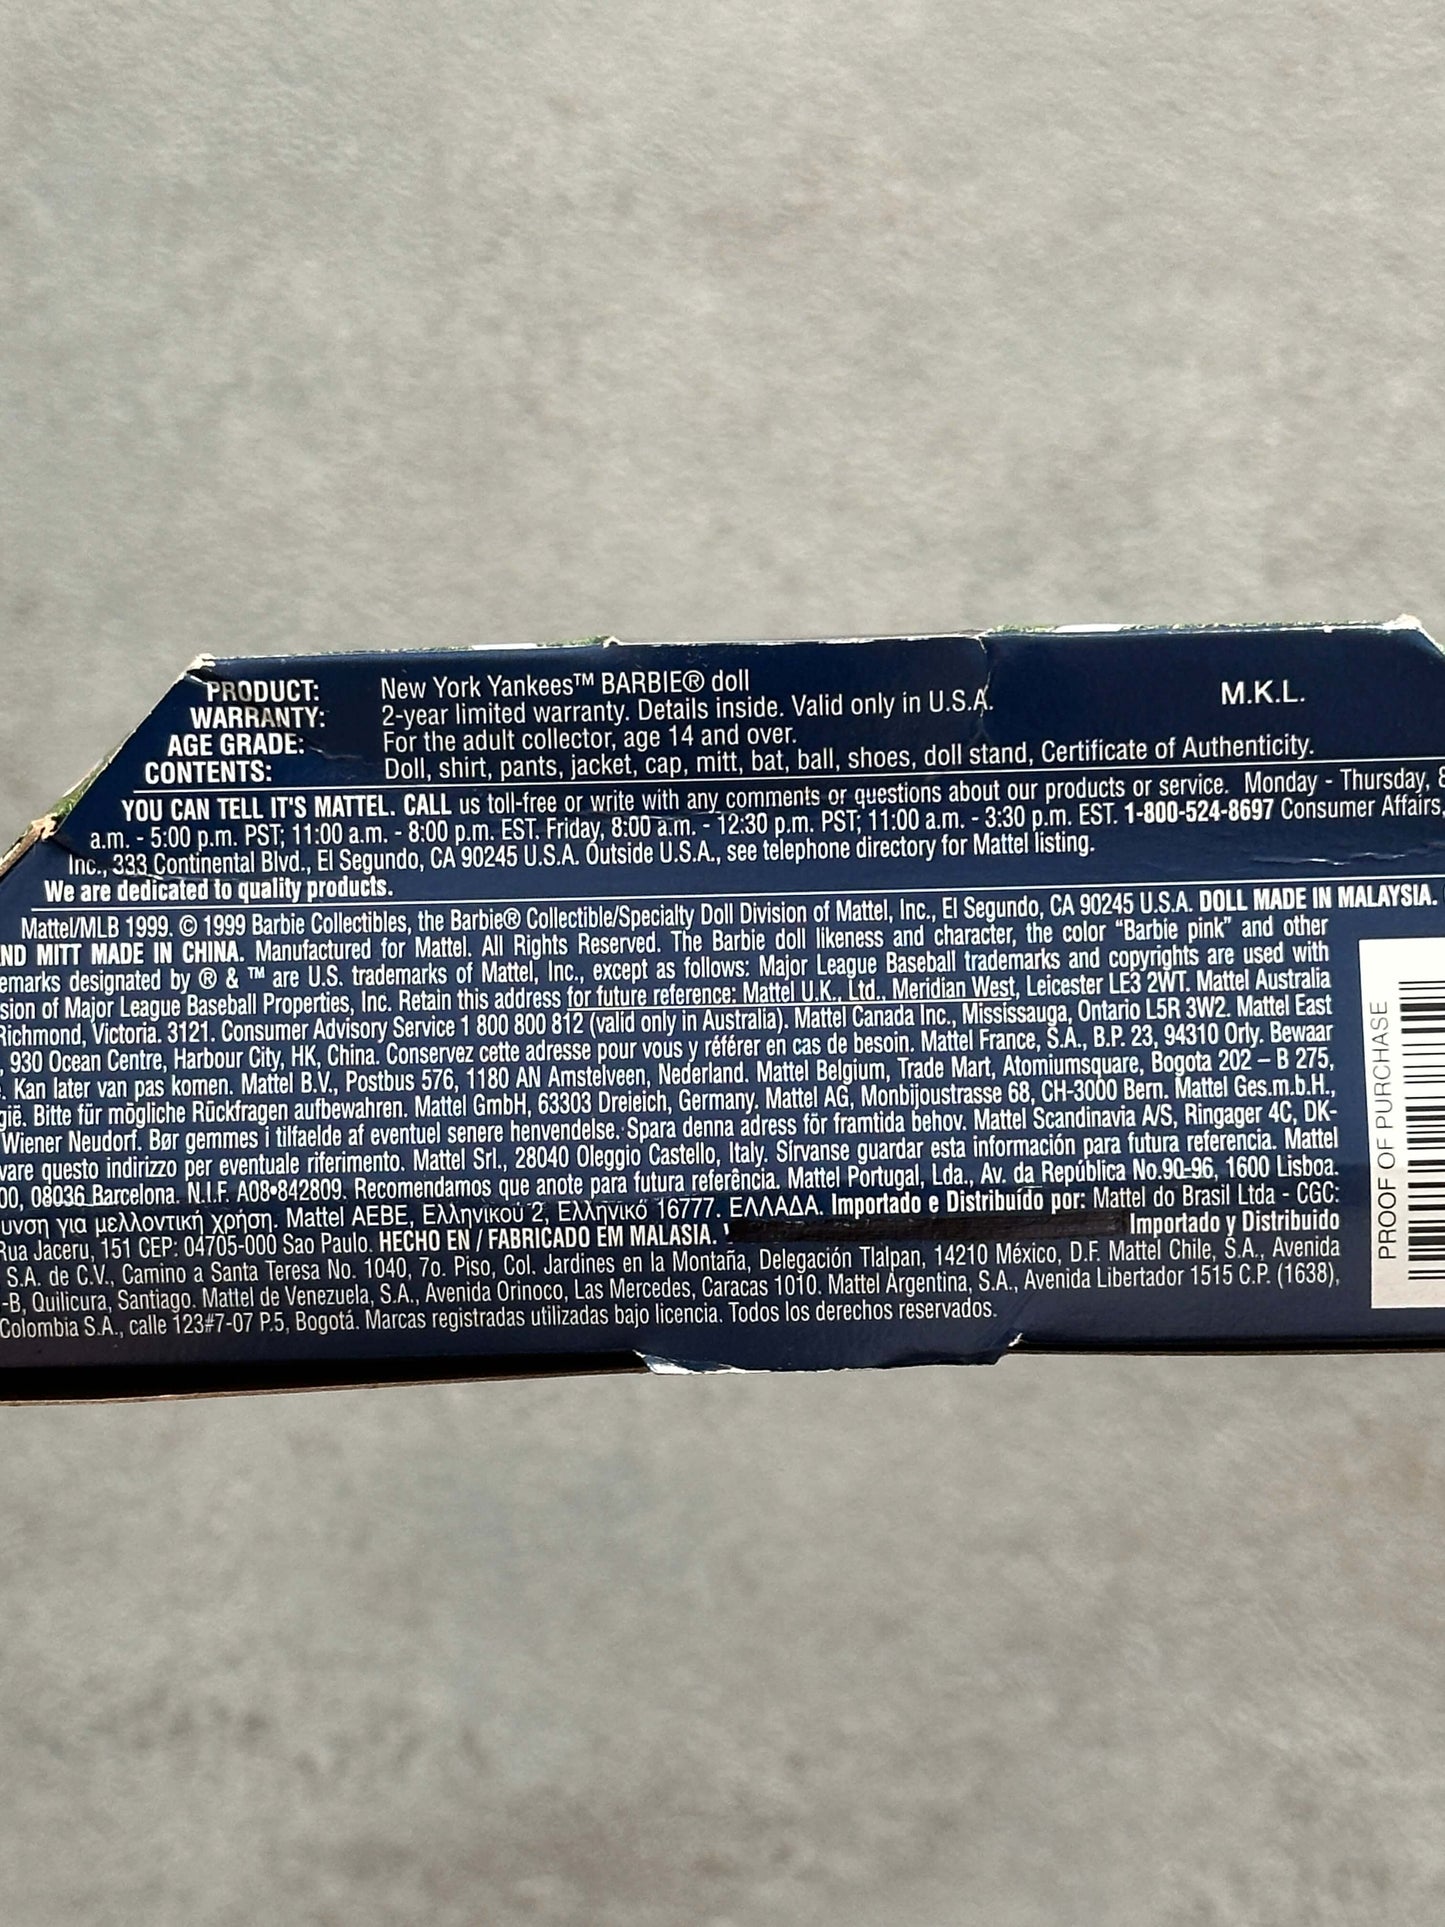 PRODUCT: New York Yankees™ BARBIE® doll M.K.L.
WARRANTY: 2-year limited warranty. Details inside. Valid only in U.S.A.
AGE GRADE: For the adult collector, age 14 and over.
CONTENTS: Doll, shirt, pants, jacket, cap, mitt, bat, ball, shoes, doll stand, Certificate of Authenticity.
YOU CAN TELL IT'S MATTEL. CALL us toll-free or write with any comments or questions about our products or service. Monday - Thursday,
a.m. - 5:00 p.m. PST; 11:00 a.m. - 8:00 p.m. EST. Friday, 8:00 a.m. - 12:30 p.m. PST; 11:00 a.m. - 3:30 p.m. EST. 1-800-524-8697 Consumer Affairs,
Inc., 333 Continental Blvd., El Segundo, CA 90245 U.S.A. Outside U.S.A., see telephone directory for Mattel listing.
We are dedicated to quality products.
Mattel/MLB 1999. © 1999 Barbie Collectibles, the Barbie® Collectible/Specialty Doll Division of Mattel, Inc., El Segundo, CA 90245 U.S.A. DOLL MADE IN MALAYSIA.
ND MITT MADE IN CHINA. Manufactured for Mattel. All Rights Reserved. The Barbie doll likeness and character, the color "Barbie pink" and other
emarks designated by ® & ™ are U.S. trademarks of Mattel, Inc., except as follows: Major League Baseball trademarks and copyrights are used with
sion of Major League Baseball Properties, Inc. Retain this address for future reference: Mattel U.K., Ltd., Meridian West, Leicester LE3 2WT. Mattel Australia
Richmond, Victoria. 3121. Consumer Advisory Service 1 800 800 812 (valid only in Australia). Mattel Canada Inc., Mississauga, Ontario L5R 3W2. Mattel East
, 930 Ocean Centre, Harbour City, HK, China. Conservez cette adresse pour vous y référer en cas de besoin. Mattel France, S.A., B.P. 23, 94310 Orly. Bewaar
. Kan later van pas komen. Mattel B.V., Postbus 576, 1180 AN Amstelveen, Nederland. Mattel Belgium, Trade Mart, Atomiumsquare, Bogota 202 – B 275,
gië. Bitte für mögliche Rückfragen aufbewahren. Mattel GmbH, 63303 Dreieich, Germany. Mattel AG, Monbijoustrasse 68, CH-3000 Bern. Mattel Ges.m.b.H.,
Wiener Neudorf. Bør gemmes i tilfaelde af eventuel senere henvendelse. Spara denna adress för framtida behov. Mattel Scandinavia A/S, Ringager 4C, DK-
vare questo indirizzo per eventuale riferimento. Mattel Srl., 28040 Oleggio Castello, Italy. Sírvanse guardar esta información para futura referencia. Mattel
00, 08036 Barcelona. N.I.F. A08•842809. Recomendamos que anote para futura referência. Mattel Portugal, Lda., Av. da República No.90-96, 1600 Lisboa.
υνση για μελλοντική χρήση. Mattel AEBE, Ελληνικού 2, Ελληνικό 16777. ΕΛΛΑΔΑ. Importado e Distribuído por: Mattel do Brasil Ltda - CGC:
Rua Jaceru, 151 CEP: 04705-000 Sao Paulo. HECHO EN / FABRICADO EM MALASIA. Importado y Distribuido
S.A. de C.V., Camino a Santa Teresa No. 1040, 7o. Piso, Col. Jardines en la Montaña, Delegación Tlalpan, 14210 México, D.F. Mattel Chile, S.A., Avenida
-B, Quilicura, Santiago. Mattel de Venezuela, S.A., Avenida Orinoco, Las Mercedes, Caracas 1010. Mattel Argentina, S.A., Avenida Libertador 1515 C.P. (1638),
Colombia S.A., calle 123#7-07 P.5, Bogotá. Marcas registradas utilizadas bajo licencia. Todos los derechos reservados.
PROOF OF PURCHASE